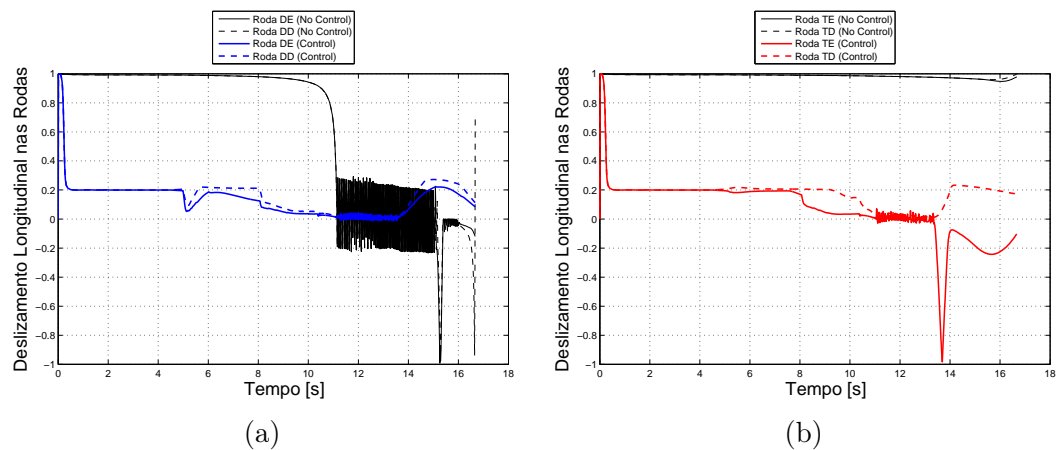 Roda DE (No Control)
Roda DD (No Control)
Roda DE (Control)
Roda DD (Control)
1
0.8
0.6
0.4
0.2
0
−0.2
−0.4
−0.6
−0.8
−1
Deslizamento Longitudinal nas Rodas
0 2 4 6 8 10 12 14 16 18
Tempo [s]
(a)
Roda TE (No Control)
Roda TD (No Control)
Roda TE (Control)
Roda TD (Control)
1
0.8
0.6
0.4
0.2
0
−0.2
−0.4
−0.6
−0.8
−1
Deslizamento Longitudinal nas Rodas
0 2 4 6 8 10 12 14 16 18
Tempo [s]
(b)